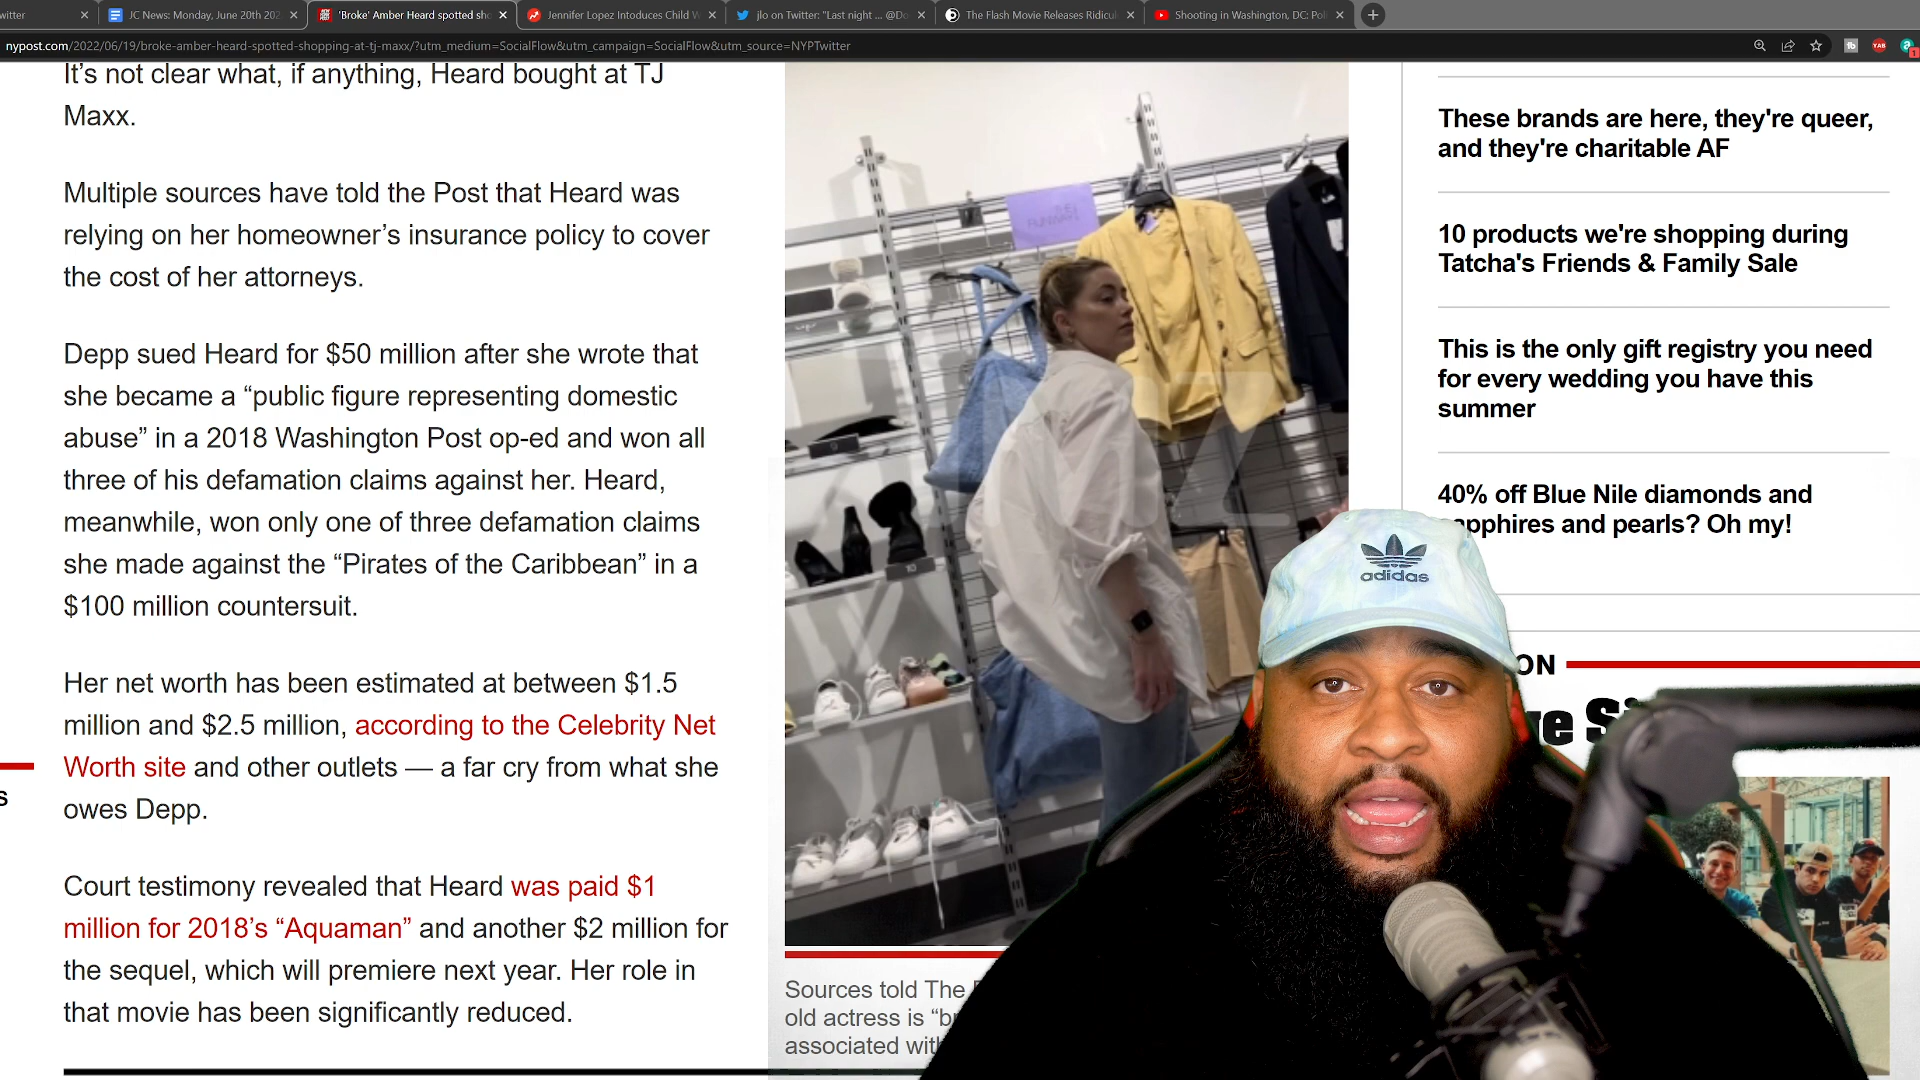 witter
JC News: Monday, June 20th 202
'Broke' Amber Heard spotted sh
Jennifer Lopez Intoduces Child W
jlo on Twitter: "Last night ... @Do
The Flash Movie Releases Ridicul
Shooting in Washington, DC: Pol
nypost.com/2022/06/19/broke-amber-heard-spotted-shopping-at-tj-maxx/?utm_medium=SocialFlow&utm_campaign=SocialFlow&utm_source=NYPTwitter
It's not clear what, if anything, Heard bought at TJ
Maxx.
Multiple sources have told the Post that Heard was
relying on her homeowner's insurance policy to cover
the cost of her attorneys.
Depp sued Heard for $50 million after she wrote that
she became a “public figure representing domestic
abuse” in a 2018 Washington Post op-ed and won all
three of his defamation claims against her. Heard,
meanwhile, won only one of three defamation claims
she made against the “Pirates of the Caribbean” in a
$100 million countersuit.
Her net worth has been estimated at between $1.5
million and $2.5 million, according to the Celebrity Net
Worth site and other outlets — a far cry from what she
owes Depp.
Court testimony revealed that Heard was paid $1
million for 2018's “Aquaman” and another $2 million for
the sequel, which will premiere next year. Her role in
that movie has been significantly reduced.
S
THE
RUNWAY
9
10
TMZ
Sources told The
old actress is “b
associated wit
These brands are here, they're queer,
and they're charitable AF
10 products we're shopping during
Tatcha's Friends & Family Sale
This is the only gift registry you need
for every wedding you have this
summer
40% off Blue Nile diamonds and
apphires and pearls? Oh my!
ON
adidas
YAB
1